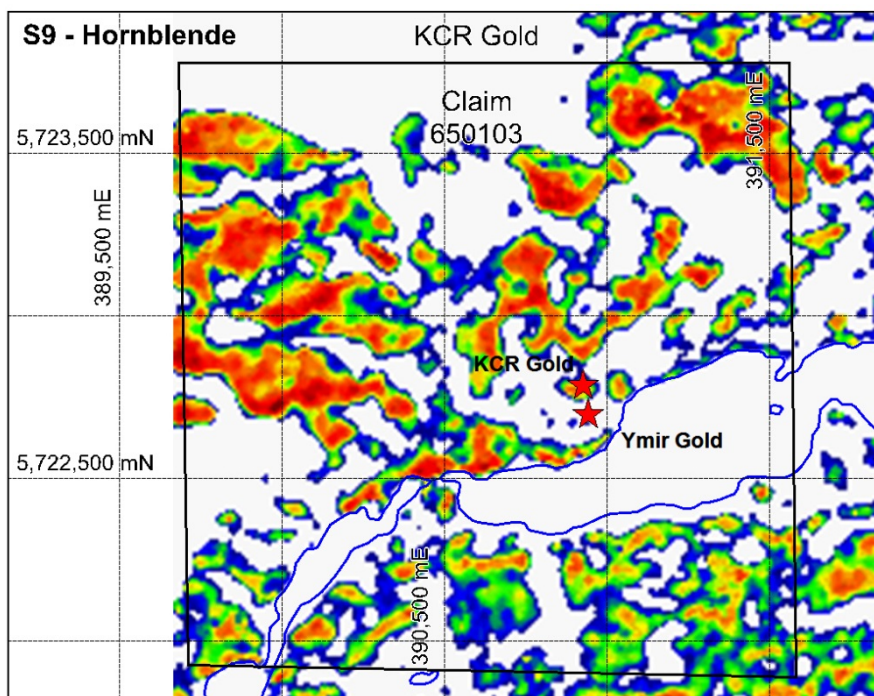 S9 - Hornblende
KCR Gold
Claim
650103
5,723,500 mN
391,500 mE
389,500 mE
KCR Gold
Ymir Gold
5,722,500 mN
390,500 mE